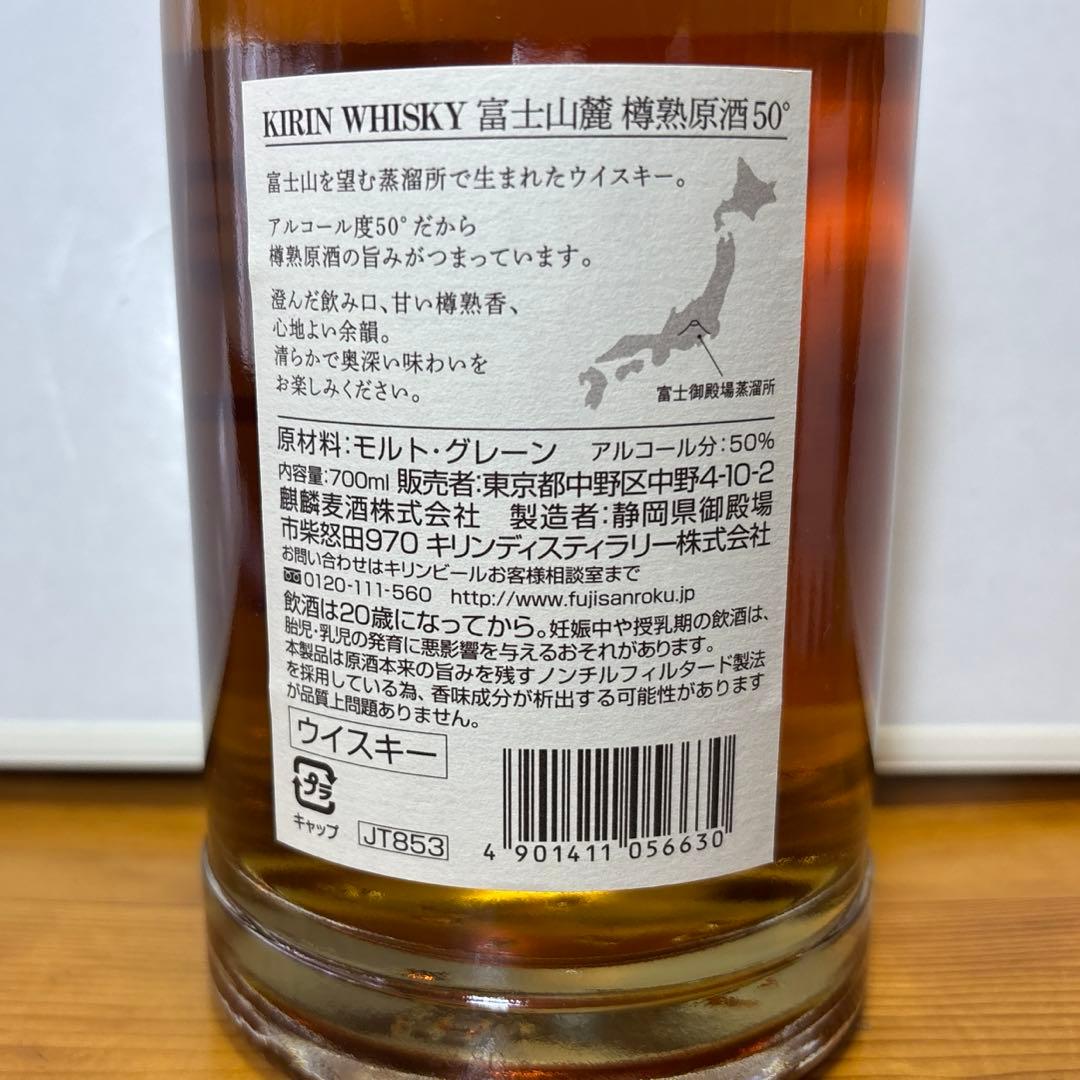 KIRIN WHISKY 富士山麓 樽熟原酒50°
富士山を望む蒸溜所で生まれたウイスキー。
アルコール度50°だから
樽熟原酒の旨みがつまっています。
澄んだ飲み口、甘い樽熟香、
心地よい余韻。
清らかで奥深い味わいを
お楽しみください。
富士御殿場蒸溜所
原材料:モルト・グレーン アルコール分:50%
内容量:700ml 販売者:東京都中野区中野4-10-2
麒麟麦酒株式会社 製造者:静岡県御殿場
市柴怒田970 キリンディスティラリー株式会社
お問い合わせはキリンビールお客様相談室まで
0120-111-560 http://www.fujisanroku.jp
飲酒は20歳になってから。妊娠中や授乳期の飲酒は、
胎児・乳児の発育に悪影響を与えるおそれがあります。
本製品は原酒本来の旨みを残すノンチルフィルタード製法
を採用している為、香味成分が析出する可能性があります
が品質上問題ありません。
ウイスキー
プラ
キャップ
JT853
4 901411 056630